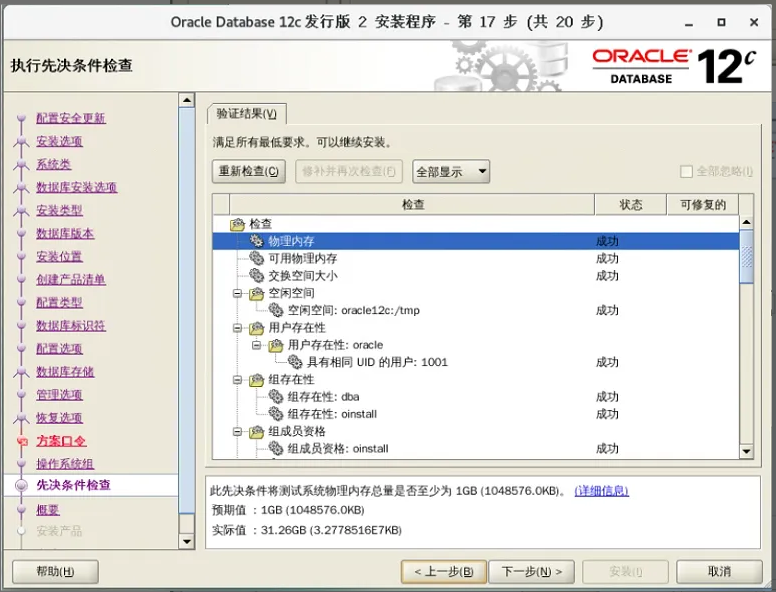 Oracle Database 12c 发行版 2 安装程序 - 第 17 步 (共 20 步)
执行先决条件检查
ORACLE
DATABASE
12c
配置安全更新
安装选项
系统类
数据库安装选项
安装类型
数据库版本
安装位置
创建产品清单
配置类型
数据库标识符
配置选项
数据库存储
管理选项
恢复选项
方案口令
操作系统组
先决条件检查
概要
安装产品
验证结果(V)
满足所有最低要求。可以继续安装。
重新检查(C) 修补并再次检查(F) 全部显示 全部忽略(I)
检查 状态 可修复的
检查
物理内存 成功
可用物理内存 成功
交换空间大小 成功
空闲空间
空闲空间: oracle12c:/tmp 成功
用户存在性
用户存在性: oracle
具有相同 UID 的用户: 1001 成功
组存在性
组存在性: dba 成功
组存在性: oinstall 成功
组成员资格
组成员资格: oinstall 成功
此先决条件将测试系统物理内存总量是否至少为 1GB (1048576.0KB)。 (详细信息)
预期值 : 1GB (1048576.0KB)
实际值 : 31.26GB (3.2778516E7KB)
帮助(H) < 上一步(B) 下一步(N) > 安装(I) 取消